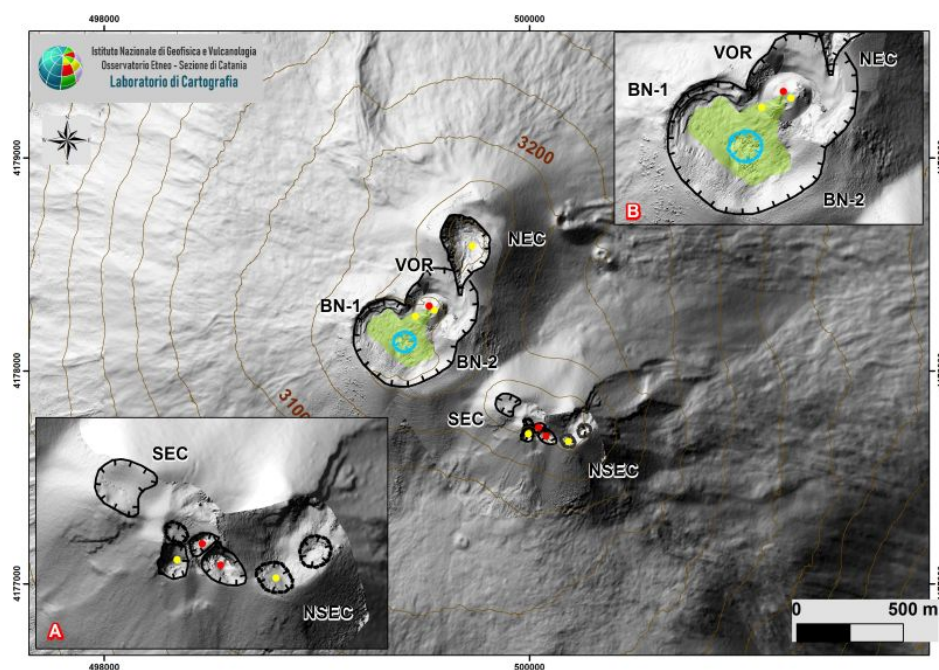 498000
500000
Istituto Nazionale di Geofisica e Vulcanologia
Osservatorio Etneo - Sezione di Catania
Laboratorio di Cartografia
VOR
NEC
BN-1
BN-2
B
4179000
3200
NEC
VOR
BN-1
BN-2
4178000
3100
SEC
NSEC
SEC
NSEC
A
4177000
0
500 m
498000
500000